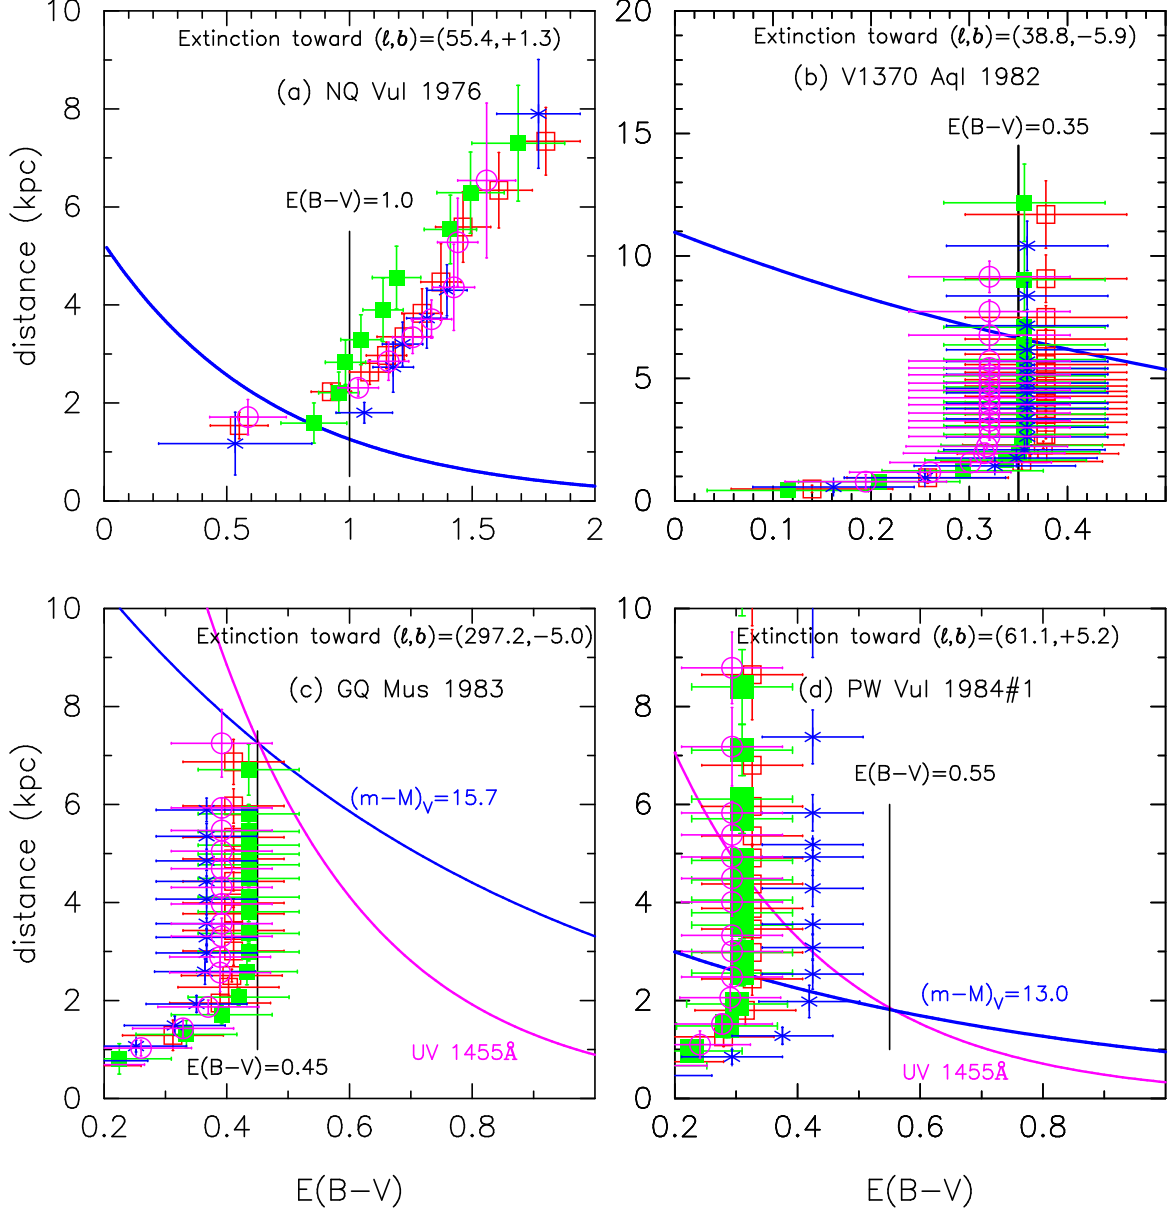 Extinction toward (ℓ,b)=(55.4,+1.3)
(a) NQ Vul 1976
E(B−V)=1.0
distance (kpc)
10
8
6
4
2
0
0
0.5
1
1.5
2
Extinction toward (ℓ,b)=(38.8,−5.9)
(b) V1370 Aql 1982
E(B−V)=0.35
20
15
10
5
0
0
0.2
0.3
0.4
Extinction toward (ℓ,b)=(297.2,−5.0)
(c) GQ Mus 1983
(m−M)V=15.7
UV 1455Å
E(B−V)=0.45
distance (kpc)
10
8
6
4
2
0
0.2
0.4
0.6
0.8
E(B−V)
Extinction toward (ℓ,b)=(61.1,+5.2)
(d) PW Vul 1984#1
E(B−V)=0.55
(m−M)V=13.0
UV 1455Å
10
8
6
4
2
0
0.2
0.4
0.6
0.8
E(B−V)